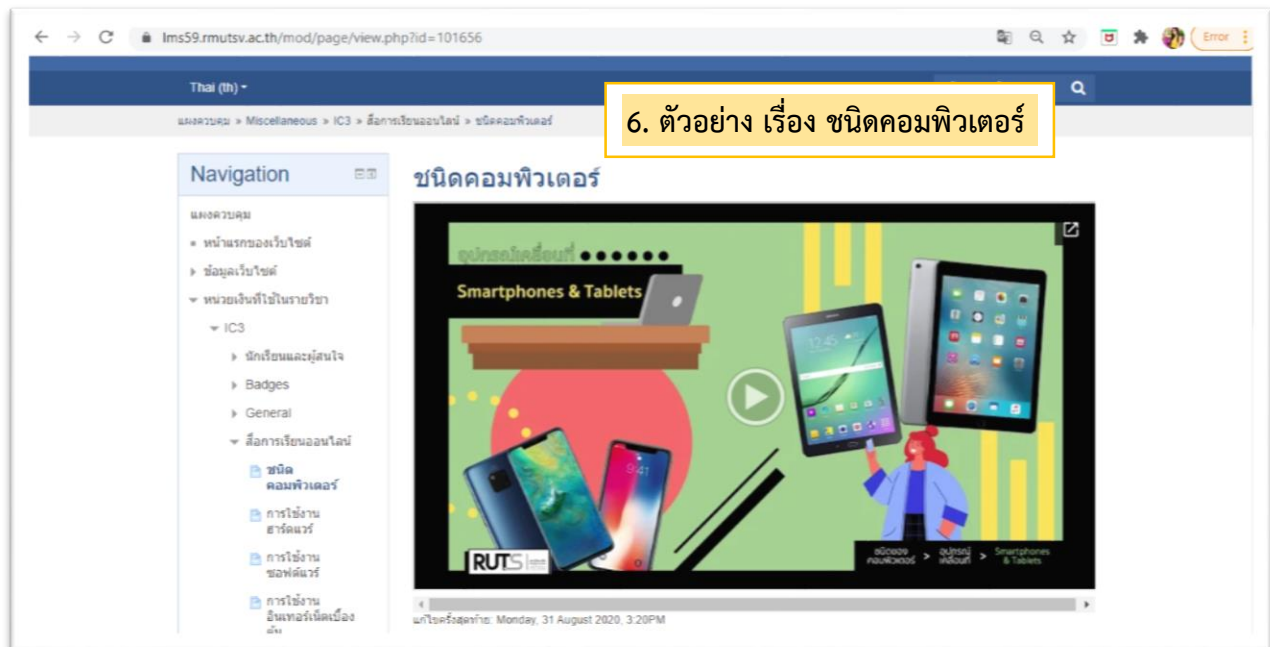 lms59.rmutsv.ac.th/mod/page/view.php?id=101656
Error
Thai (th)
6. ตัวอย่าง เรื่อง ชนิดคอมพิวเตอร์
แผงควบคุม » Miscellaneous » IC3 » สื่อการเรียนออนไลน์ » ชนิดคอมพิวเตอร์
Navigation
แผงควบคุม
หน้าแรกของเว็บไซต์
ข้อมูลเว็บไซต์
หน่วยเงินที่ใช้ในรายวิชา
IC3
นักเรียนและผู้สนใจ
Badges
General
สื่อการเรียนออนไลน์
ชนิด
คอมพิวเตอร์
การใช้งาน
ฮาร์ดแวร์
การใช้งาน
ซอฟต์แวร์
การใช้งาน
อินเทอร์เน็ตเบื้อง
ต้น
ชนิดคอมพิวเตอร์
อุปกรณ์เคลื่อนที่
Smartphones & Tablets
12:45
9:41
RUTS
ชนิดของ
คอมพิวเตอร์ > อุปกรณ์
เคลื่อนที่ > Smartphones
& Tablets
แก้ไขครั้งสุดท้าย: Monday, 31 August 2020, 3:20PM